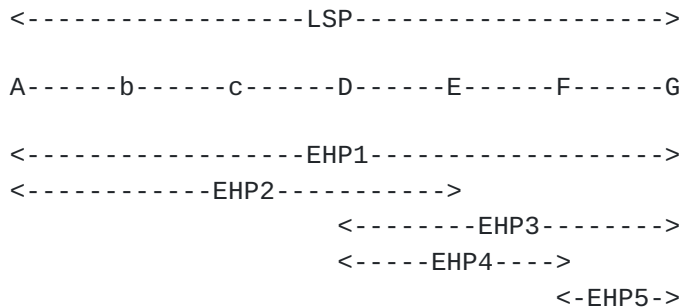 <------------------LSP-------------------->
A------b------c------D------E------F------G
<------------------EHP1------------------->
<------------EHP2----------->
<--------EHP3-------->
<-----EHP4---->
<-EHP5->